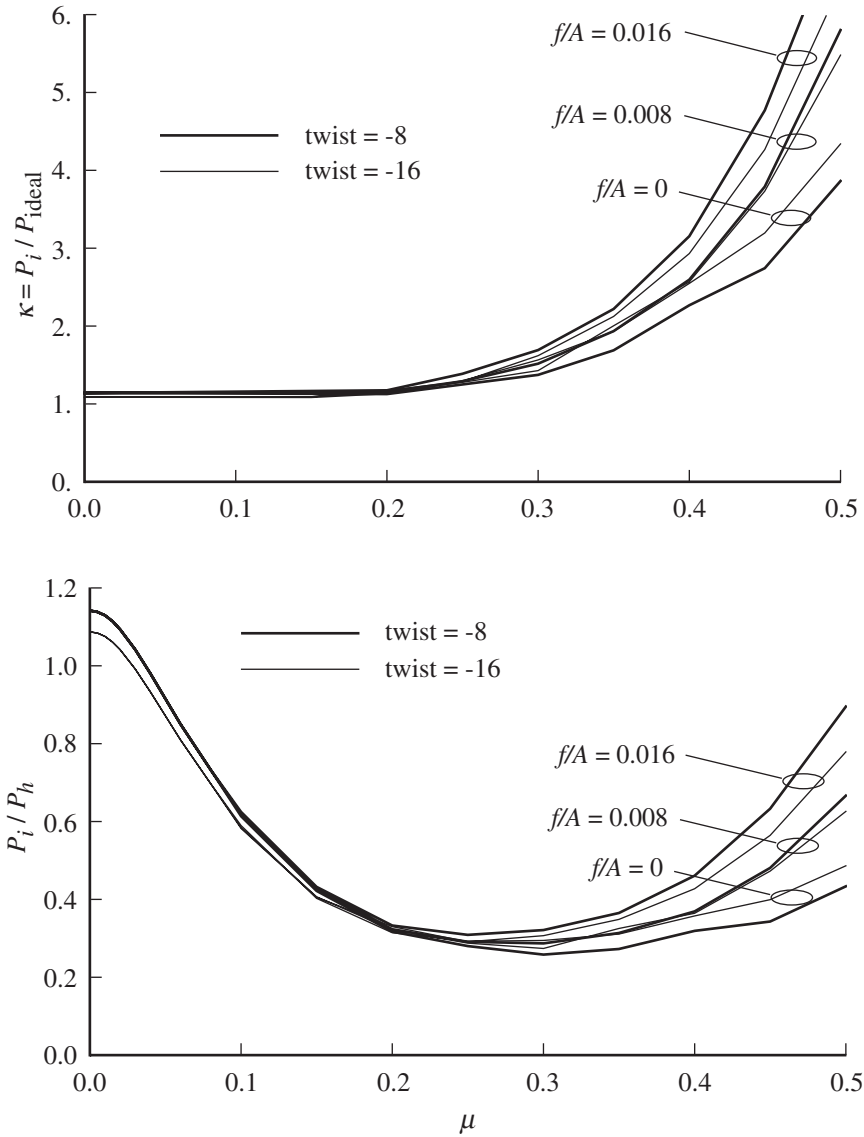 6.
5.
4.
3.
2.
1.
0.
κ = P_i / P_ideal
twist = -8
twist = -16
f/A = 0.016
f/A = 0.008
f/A = 0
0.0 0.1 0.2 0.3 0.4 0.5
1.2
1.0
0.8
0.6
0.4
0.2
0.0
P_i / P_h
twist = -8
twist = -16
f/A = 0.016
f/A = 0.008
f/A = 0
0.0 0.1 0.2 0.3 0.4 0.5
μ